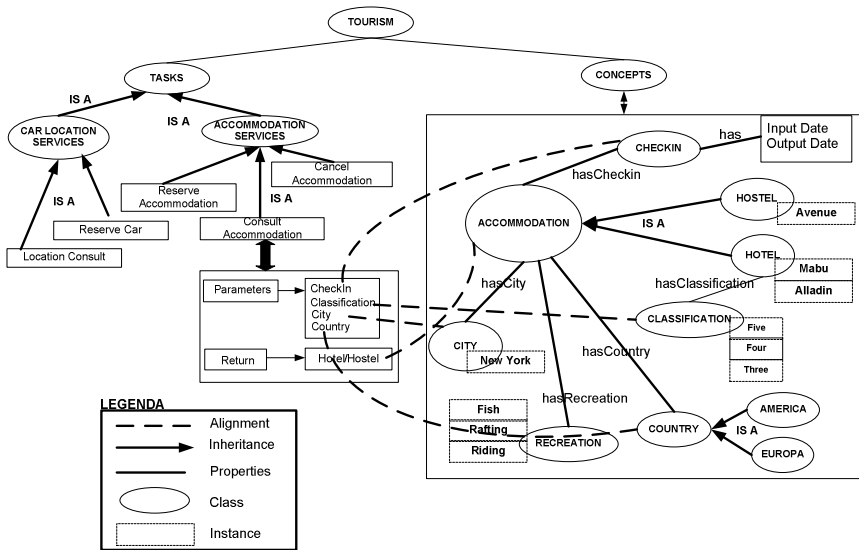 TOURISM
TASKS
CONCEPTS
IS A
IS A
CAR LOCATION
SERVICES
ACCOMMODATION
SERVICES
IS A
Reserve
Accommodation
Cancel
Accommodation
IS A
Reserve Car
Consult
Accommodation
Location Consult
Parameters
CheckIn
Classification
City
Country
Return
Hotel/Hostel
CHECKIN
has
Input Date
Output Date
hasCheckin
ACCOMMODATION
HOSTEL
Avenue
IS A
HOTEL
Mabu
Alladin
hasCity
hasClassification
CLASSIFICATION
Five
Four
Three
CITY
New York
hasCountry
hasRecreation
Fish
Rafting
Riding
RECREATION
COUNTRY
AMERICA
IS A
EUROPA
LEGENDA
Alignment
Inheritance
Properties
Class
Instance